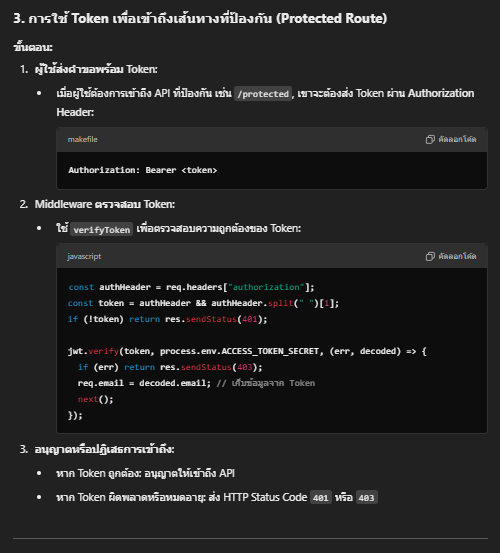 3. การใช้ Token เพื่อเข้าถึงเส้นทางที่ป้องกัน (Protected Route)
ขั้นตอน:
1. ผู้ใช้ส่งคำขอพร้อม Token:
• เมื่อผู้ใช้ต้องการเข้าถึง API ที่ป้องกัน เช่น /protected, เขาจะต้องส่ง Token ผ่าน Authorization
Header:
makefile คัดลอกโค้ด
Authorization: Bearer <token>
2. Middleware ตรวจสอบ Token:
• ใช้ verifyToken เพื่อตรวจสอบความถูกต้องของ Token:
javascript คัดลอกโค้ด
const authHeader = req.headers["authorization"];
const token = authHeader && authHeader.split(" ")[1];
if (!token) return res.sendStatus(401);
jwt.verify(token, process.env.ACCESS_TOKEN_SECRET, (err, decoded) => {
if (err) return res.sendStatus(403);
req.email = decoded.email; // เก็บข้อมูลจาก Token
next();
});
3. อนุญาตหรือปฏิเสธการเข้าถึง:
• หาก Token ถูกต้อง: อนุญาตให้เข้าถึง API
• หาก Token ผิดพลาดหรือหมดอายุ: ส่ง HTTP Status Code 401 หรือ 403